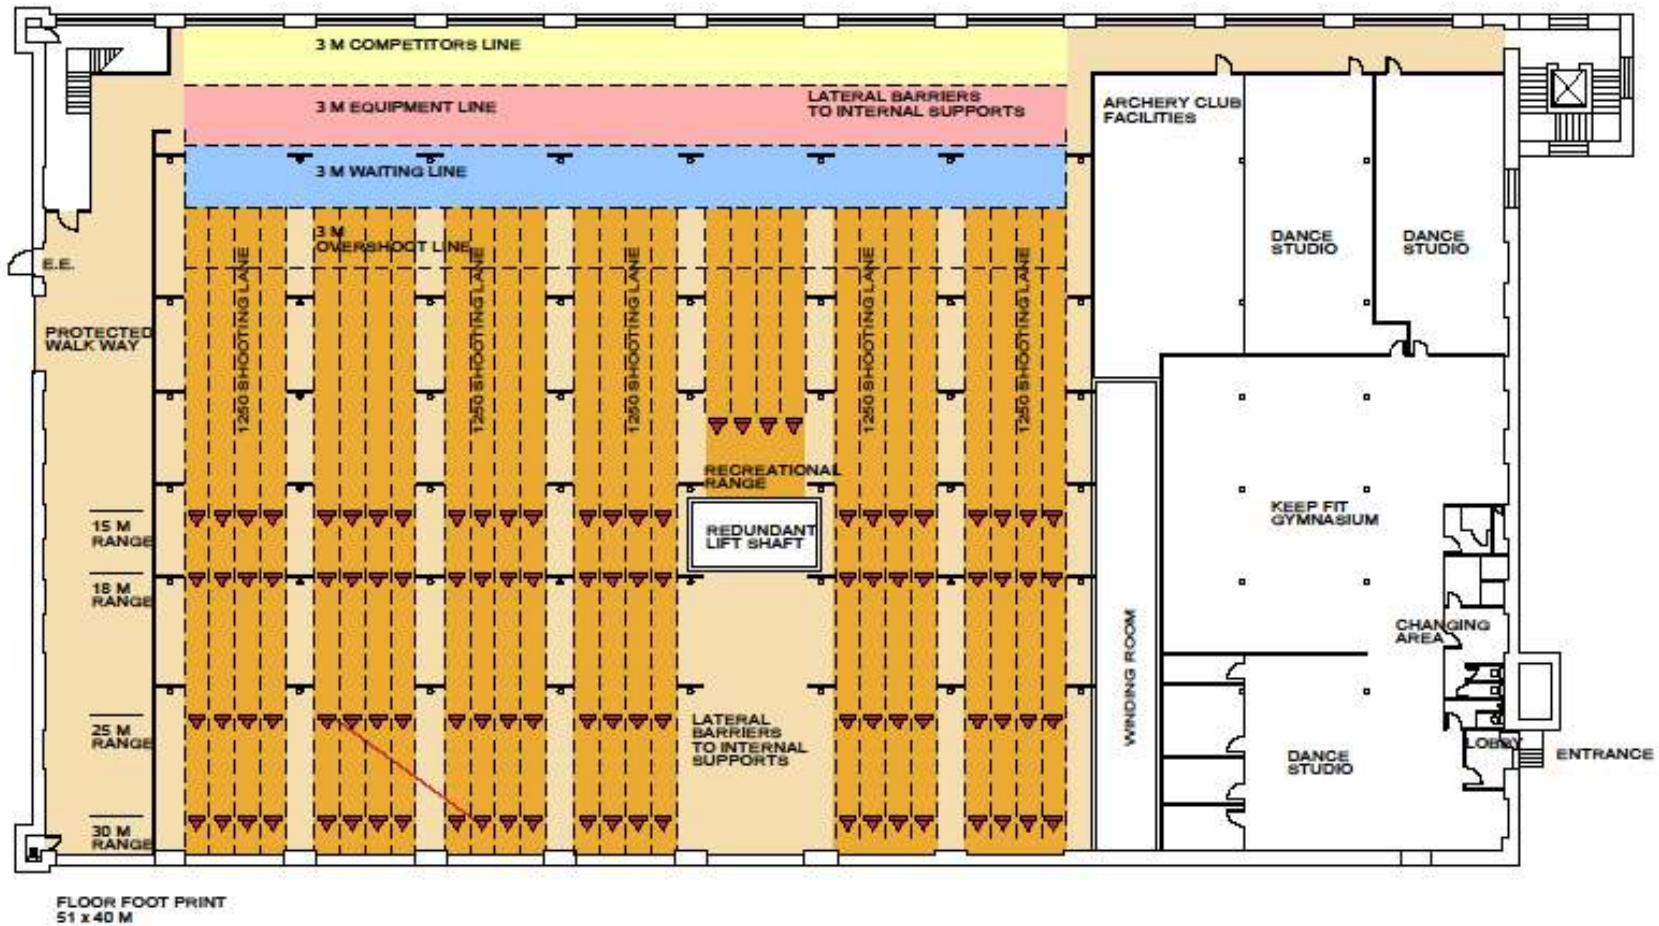 3 M COMPETITORS LINE
3 M EQUIPMENT LINE
LATERAL BARRIERS
TO INTERNAL SUPPORTS
ARCHERY CLUB
FACILITIES
3 M WAITING LINE
3 M
OVERSHOOT LINE
DANCE
STUDIO
DANCE
STUDIO
E.E.
PROTECTED
WALK WAY
1250 SHOOTING LANE
1250 SHOOTING LANE
1250 SHOOTING LANE
1250 SHOOTING LANE
1250 SHOOTING LANE
RECREATIONAL
RANGE
KEEP FIT
GYMNASIUM
15 M
RANGE
REDUNDANT
LIFT SHAFT
18 M
RANGE
CHANGING
AREA
WINDING ROOM
25 M
RANGE
LATERAL
BARRIERS
TO INTERNAL
SUPPORTS
LOBBY
ENTRANCE
DANCE
STUDIO
30 M
RANGE
FLOOR FOOT PRINT
51 x 40 M